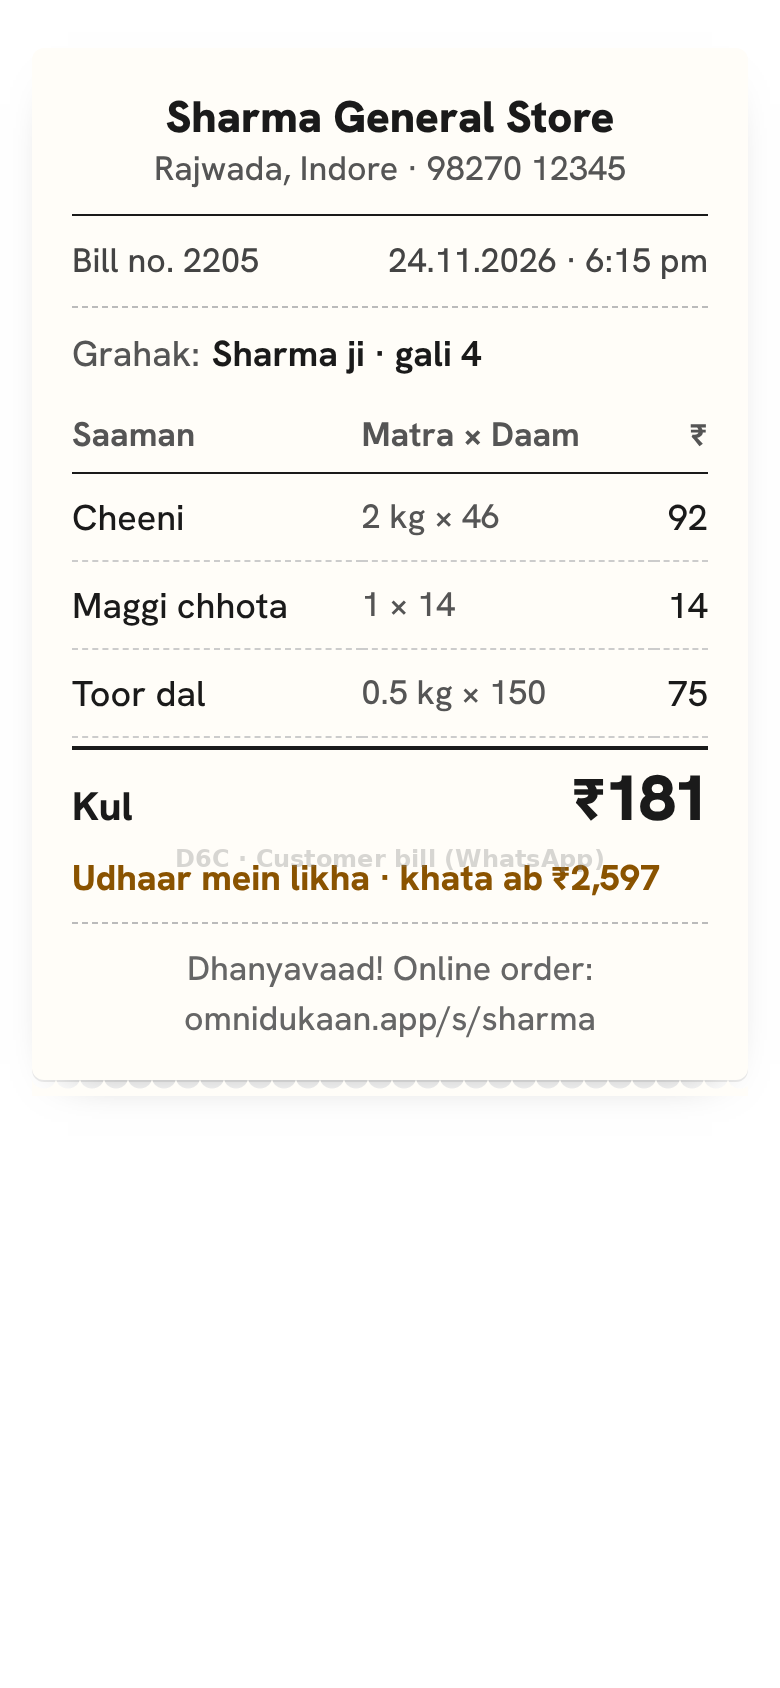 Sharma General Store
Rajwada, Indore · 98270 12345
Bill no. 2205 24.11.2026 · 6:15 pm
Grahak: Sharma ji · gali 4
Saaman Matra × Daam ₹
Cheeni 2 kg × 46 92
Maggi chhota 1 × 14 14
Toor dal 0.5 kg × 150 75
Kul ₹181
D6C · Customer bill (WhatsApp)
Udhaar mein likha · khata ab ₹2,597
Dhanyavaad! Online order:
omnidukaan.app/s/sharma